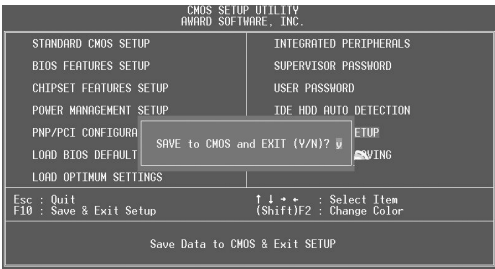 CMOS SETUP UTILITY
AWARD SOFTWARE, INC.
STANDARD CMOS SETUP
BIOS FEATURES SETUP
CHIPSET FEATURES SETUP
POWER MANAGEMENT SETUP
PNP/PCI CONFIGURA
LOAD BIOS DEFAULT
LOAD OPTIMUM SETTINGS
INTEGRATED PERIPHERALS
SUPERVISOR PASSWORD
USER PASSWORD
IDE HDD AUTO DETECTION
ETUP
VING
SAVE to CMOS and EXIT (Y/N)? y
Esc : Quit
F10 : Save & Exit Setup
↑ ↓ → ← : Select Item
(Shift)F2 : Change Color
Save Data to CMOS & Exit SETUP